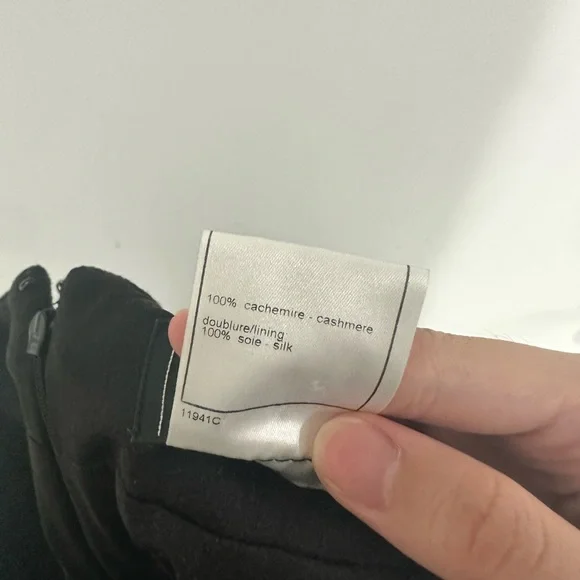 100% cachemire - cashmere
doublure/lining
100% soie - silk
11941C